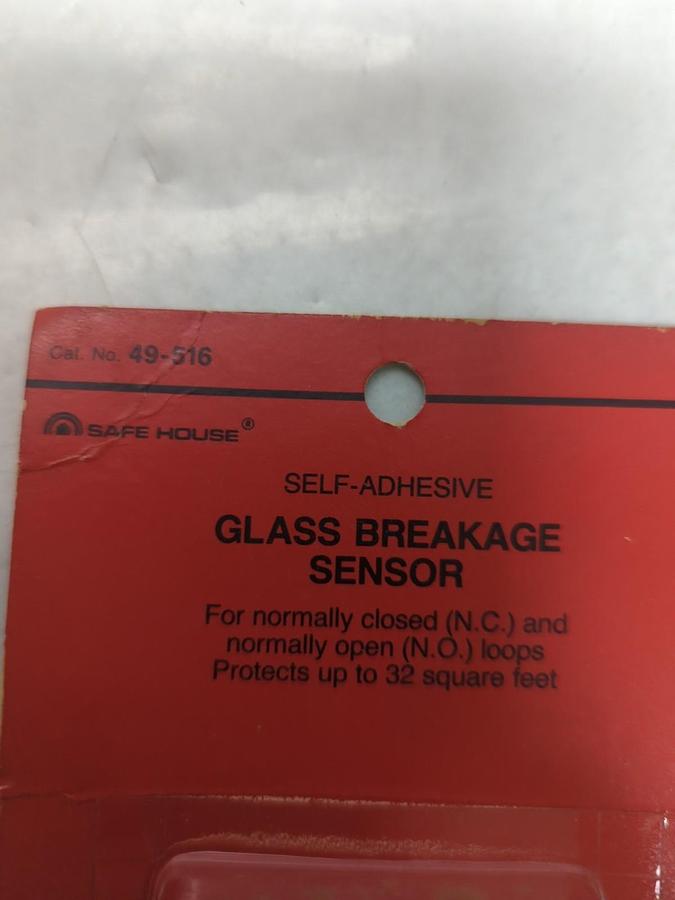 Cat. No. 49-516
SAFE HOUSE®
SELF-ADHESIVE
GLASS BREAKAGE
SENSOR
For normally closed (N.C.) and
normally open (N.O.) loops
Protects up to 32 square feet